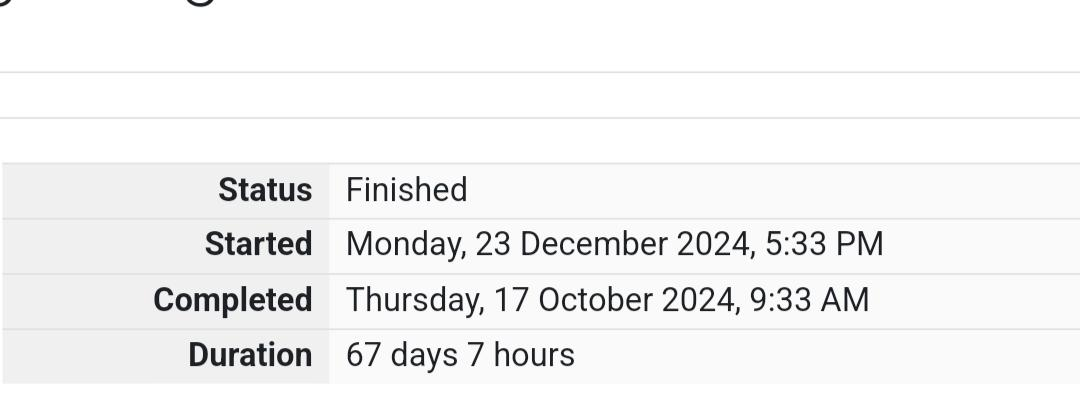 Status Finished
Started Monday, 23 December 2024, 5:33 PM
Completed Thursday, 17 October 2024, 9:33 AM
Duration 67 days 7 hours